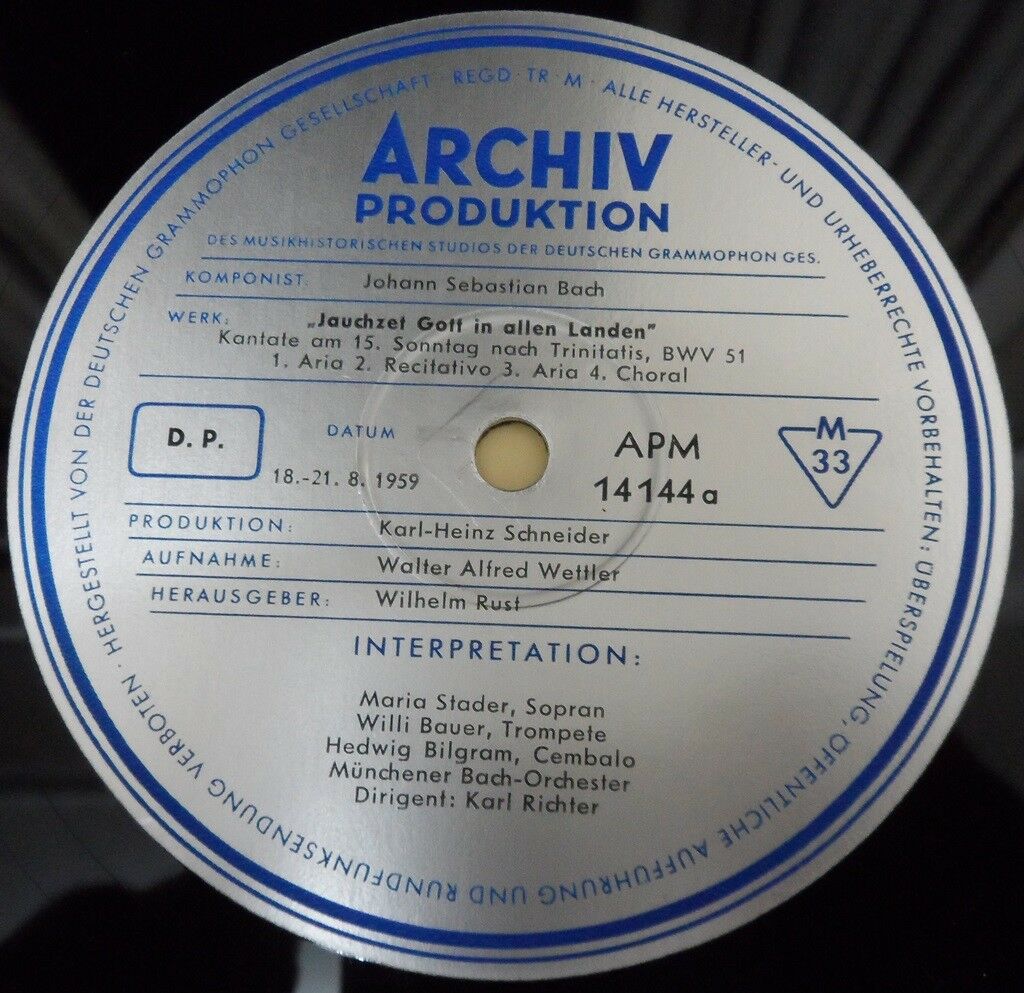 HERGESTELLT VON DER DEUTSCHEN GRAMMOPHON GESELLSCHAFT · REGD · TR · M · ALLE HERSTELLER- UND URHEBERRECHTE VORBEHALTEN: ÜBERSPIELUNG, ÖFFENTLICHE AUFFÜHRUNG UND RUNDFUNKSENDUNG VERBOTEN ·
ARCHIV
PRODUKTION
DES MUSIKHISTORISCHEN STUDIOS DER DEUTSCHEN GRAMMOPHON GES.
KOMPONIST: Johann Sebastian Bach
WERK: „Jauchzet Gott in allen Landen"
Kantate am 15. Sonntag nach Trinitatis, BWV 51
1. Aria 2. Recitativo 3. Aria 4. Choral
D. P.
DATUM
18.-21. 8. 1959
APM
14144a
M
33
PRODUKTION: Karl-Heinz Schneider
AUFNAHME: Walter Alfred Wettler
HERAUSGEBER: Wilhelm Rust
INTERPRETATION:
Maria Stader, Sopran
Willi Bauer, Trompete
Hedwig Bilgram, Cembalo
Münchener Bach-Orchester
Dirigent: Karl Richter